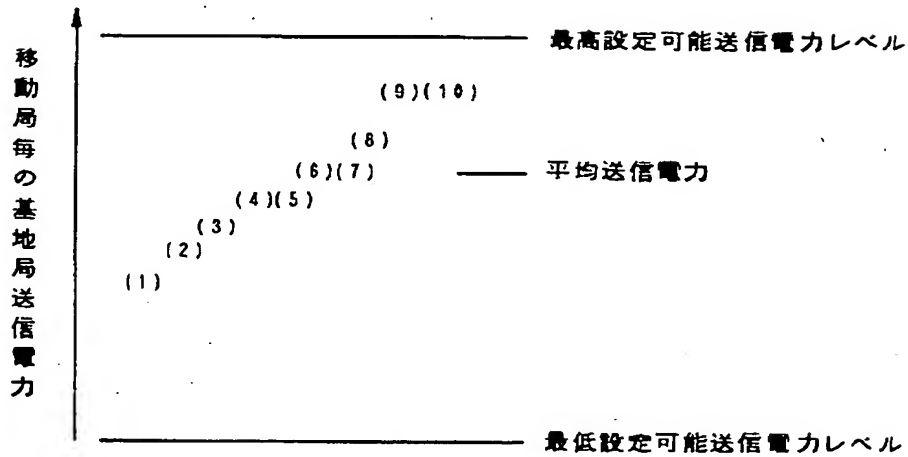 最高設定可能送信電力レベル
(9)(10)
(8)
(6)(7)
平均送信電力
(4)(5)
(3)
(2)
(1)
移動局毎の基地局送信電力
最低設定可能送信電力レベル